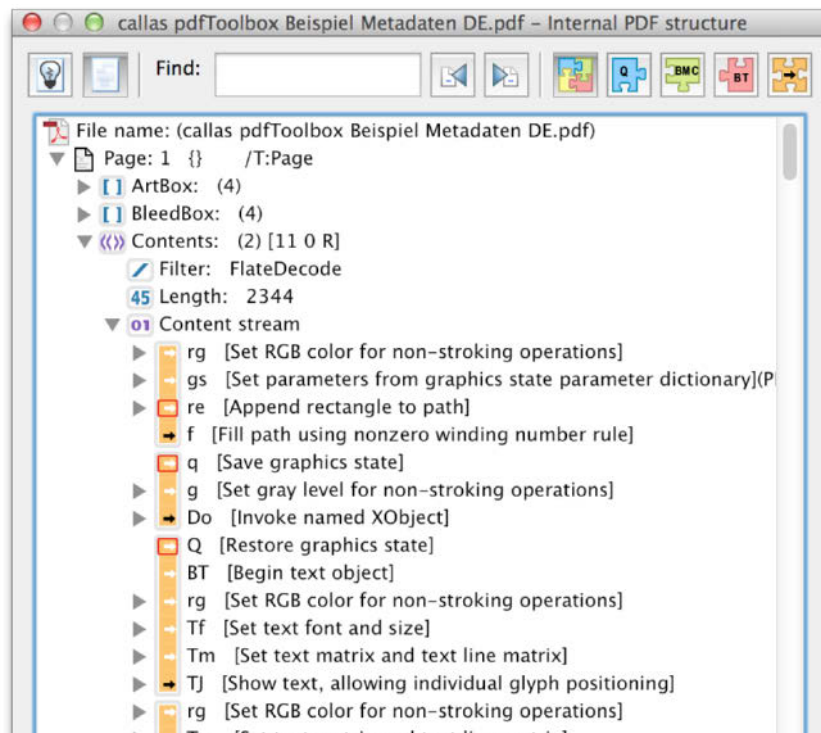 callas pdfToolbox Beispiel Metadaten DE.pdf – Internal PDF structure
Find:
Q
BMC
BT
File name: (callas pdfToolbox Beispiel Metadaten DE.pdf)
Page: 1 {} /T:Page
[ ] ArtBox: (4)
[ ] BleedBox: (4)
Contents: (2) [11 0 R]
Filter: FlateDecode
45 Length: 2344
01 Content stream
rg [Set RGB color for non-stroking operations]
gs [Set parameters from graphics state parameter dictionary](P
re [Append rectangle to path]
f [Fill path using nonzero winding number rule]
q [Save graphics state]
g [Set gray level for non-stroking operations]
Do [Invoke named XObject]
Q [Restore graphics state]
BT [Begin text object]
rg [Set RGB color for non-stroking operations]
Tf [Set text font and size]
Tm [Set text matrix and text line matrix]
TJ [Show text, allowing individual glyph positioning]
rg [Set RGB color for non-stroking operations]